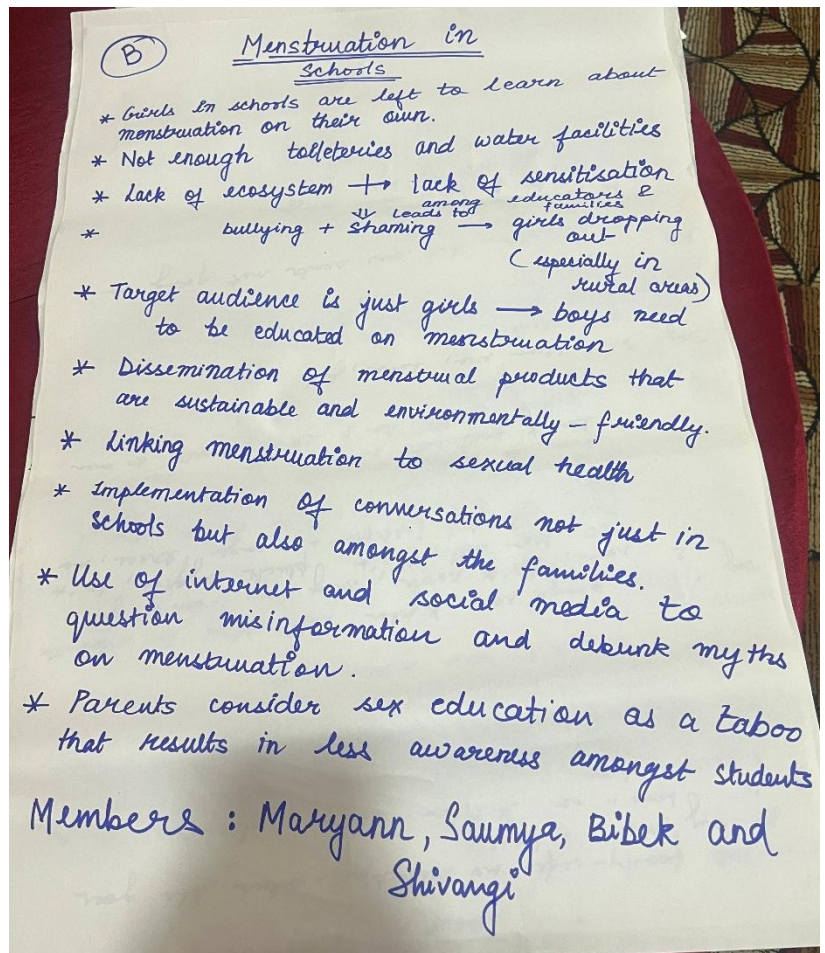 B
Menstruation in
Schools
* Girls in schools are left to learn about
menstruation on their own.
* Not enough toileteries and water facilities
* Lack of ecosystem + lack of sensitisation
among educators & families
* bullying + shaming → girls dropping
⇓ leads to
out
(especially in
rural areas)
* Target audience is just girls → boys need
to be educated on menstruation
* Dissemination of menstrual products that
are sustainable and environmentally - friendly.
* Linking menstruation to sexual health
* Implementation of conversations not just in
schools but also amongst the families.
* Use of internet and social media to
question misinformation and debunk myths
on menstruation.
* Parents consider sex education as a taboo
that results in less awareness amongst students
Members : Maryann, Saumya, Bibek and
Shivangi